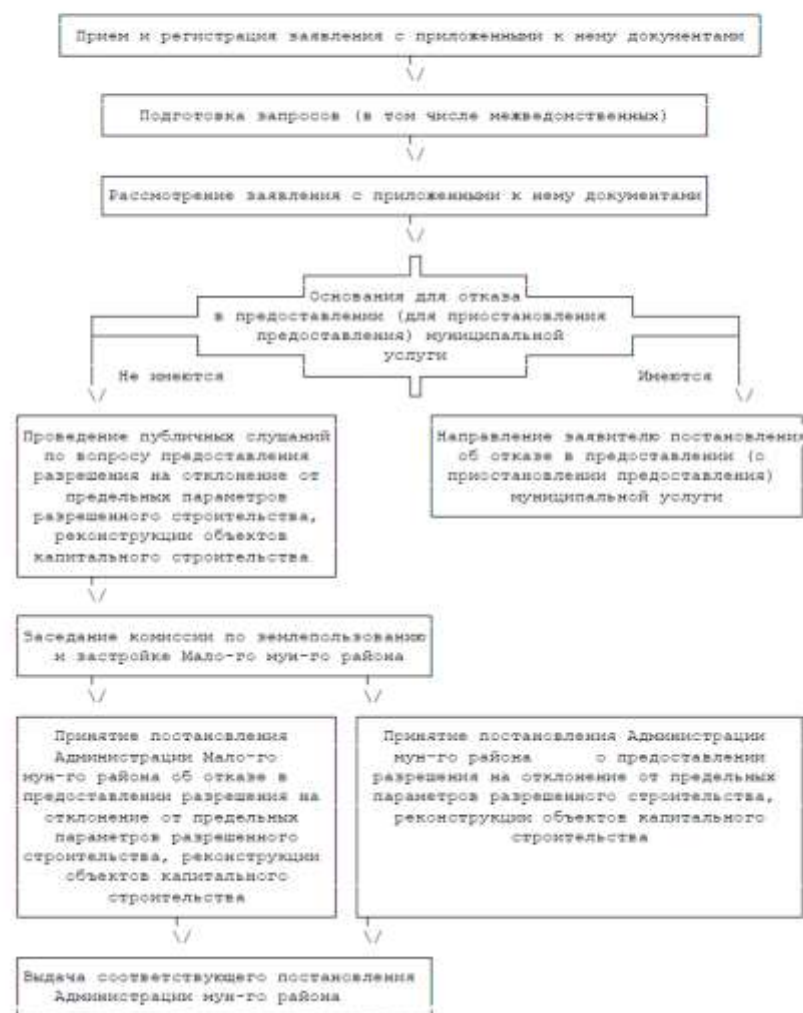 Прием и регистрация заявления с приложенными к нему документами
\/
Подготовка запросов (в том числе межведомственных)
\/
Рассмотрение заявления с приложенными к нему документами
\/
Основания для отказа
в предоставлении (для приостановления
предоставления) муниципальной
услуги
Не имеются
Имеются
\/
\/
Проведение публичных слушаний
по вопросу предоставления
разрешения на отклонение от
предельных параметров
разрешенного строительства,
реконструкции объектов
капитального строительства
Направление заявителю постановления
об отказе в предоставлении (о
приостановлении предоставления)
муниципальной услуги
\/
Заседание комиссии по землепользованию
и застройке Мало-го мун-го района
\/
\/
Принятие постановления
Администрации Мало-го
мун-го района об отказе в
предоставлении разрешения на
отклонение от предельных
параметров разрешенного
строительства, реконструкции
объектов капитального
строительства
Принятие постановления Администрации
мун-го района о предоставлении
разрешения на отклонение от предельных
параметров разрешенного строительства,
реконструкции объектов капитального
строительства
\/
\/
Выдача соответствующего постановления
Администрации мун-го района